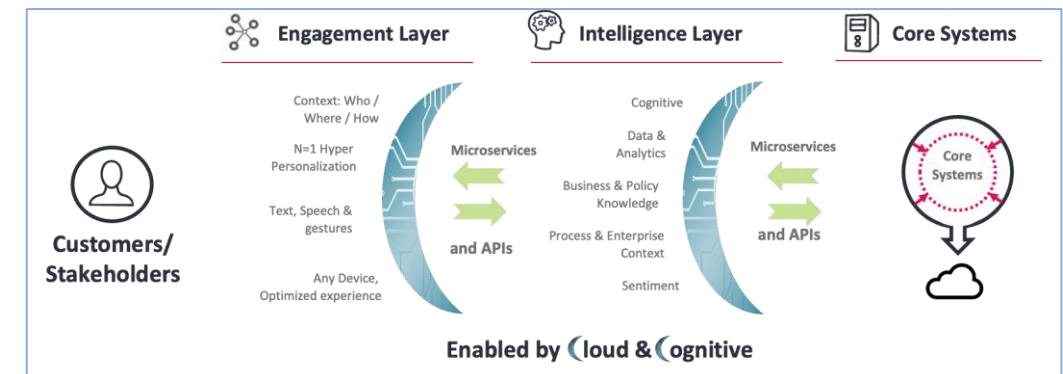 Engagement Layer
Intelligence Layer
Core Systems
Customers/
Stakeholders
Context: Who /
Where / How
N=1 Hyper
Personalization
Text, Speech &
gestures
Any Device,
Optimized experience
Microservices
and APIs
Cognitive
Data &
Analytics
Business & Policy
Knowledge
Process & Enterprise
Context
Sentiment
Microservices
and APIs
Core
Systems
Enabled by Cloud & Cognitive